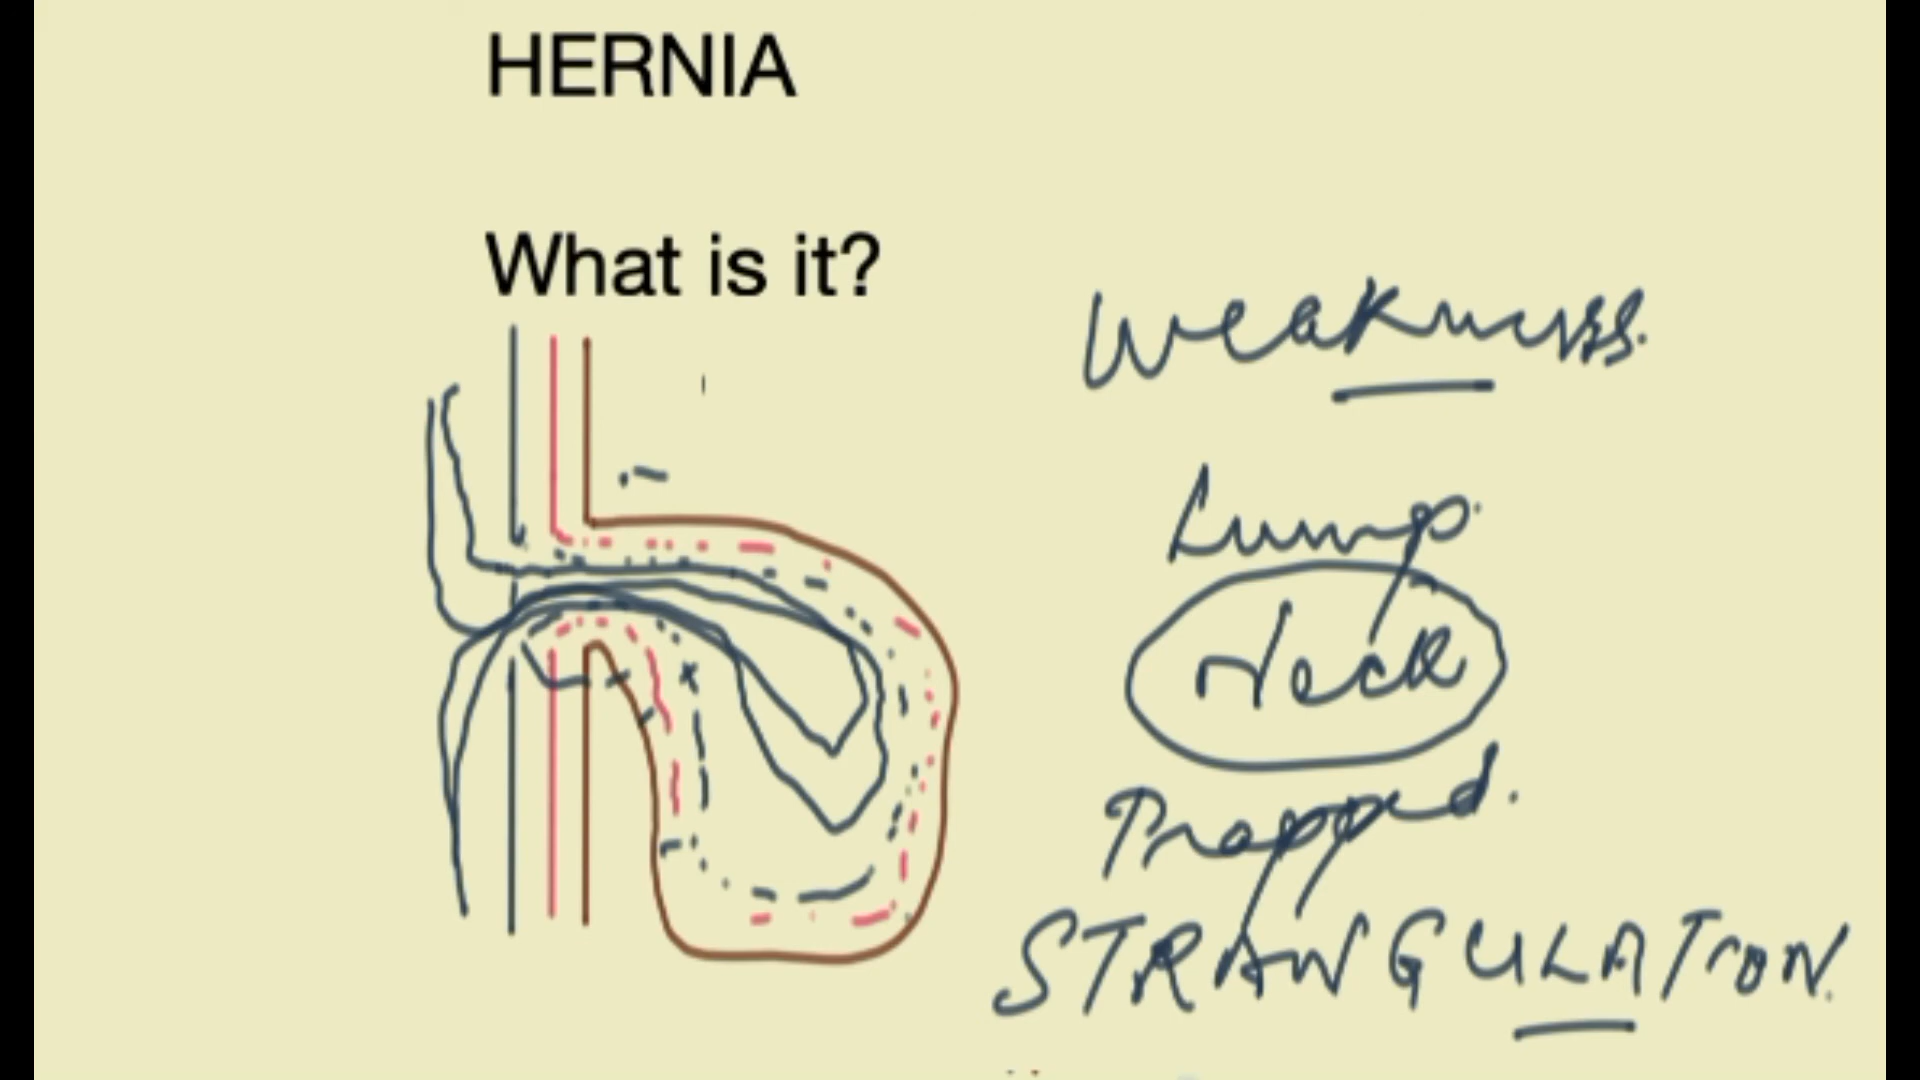 HERNIA
What is it?
Weakness.
Lump.
Neck
Trapped.
STRANGULATION.